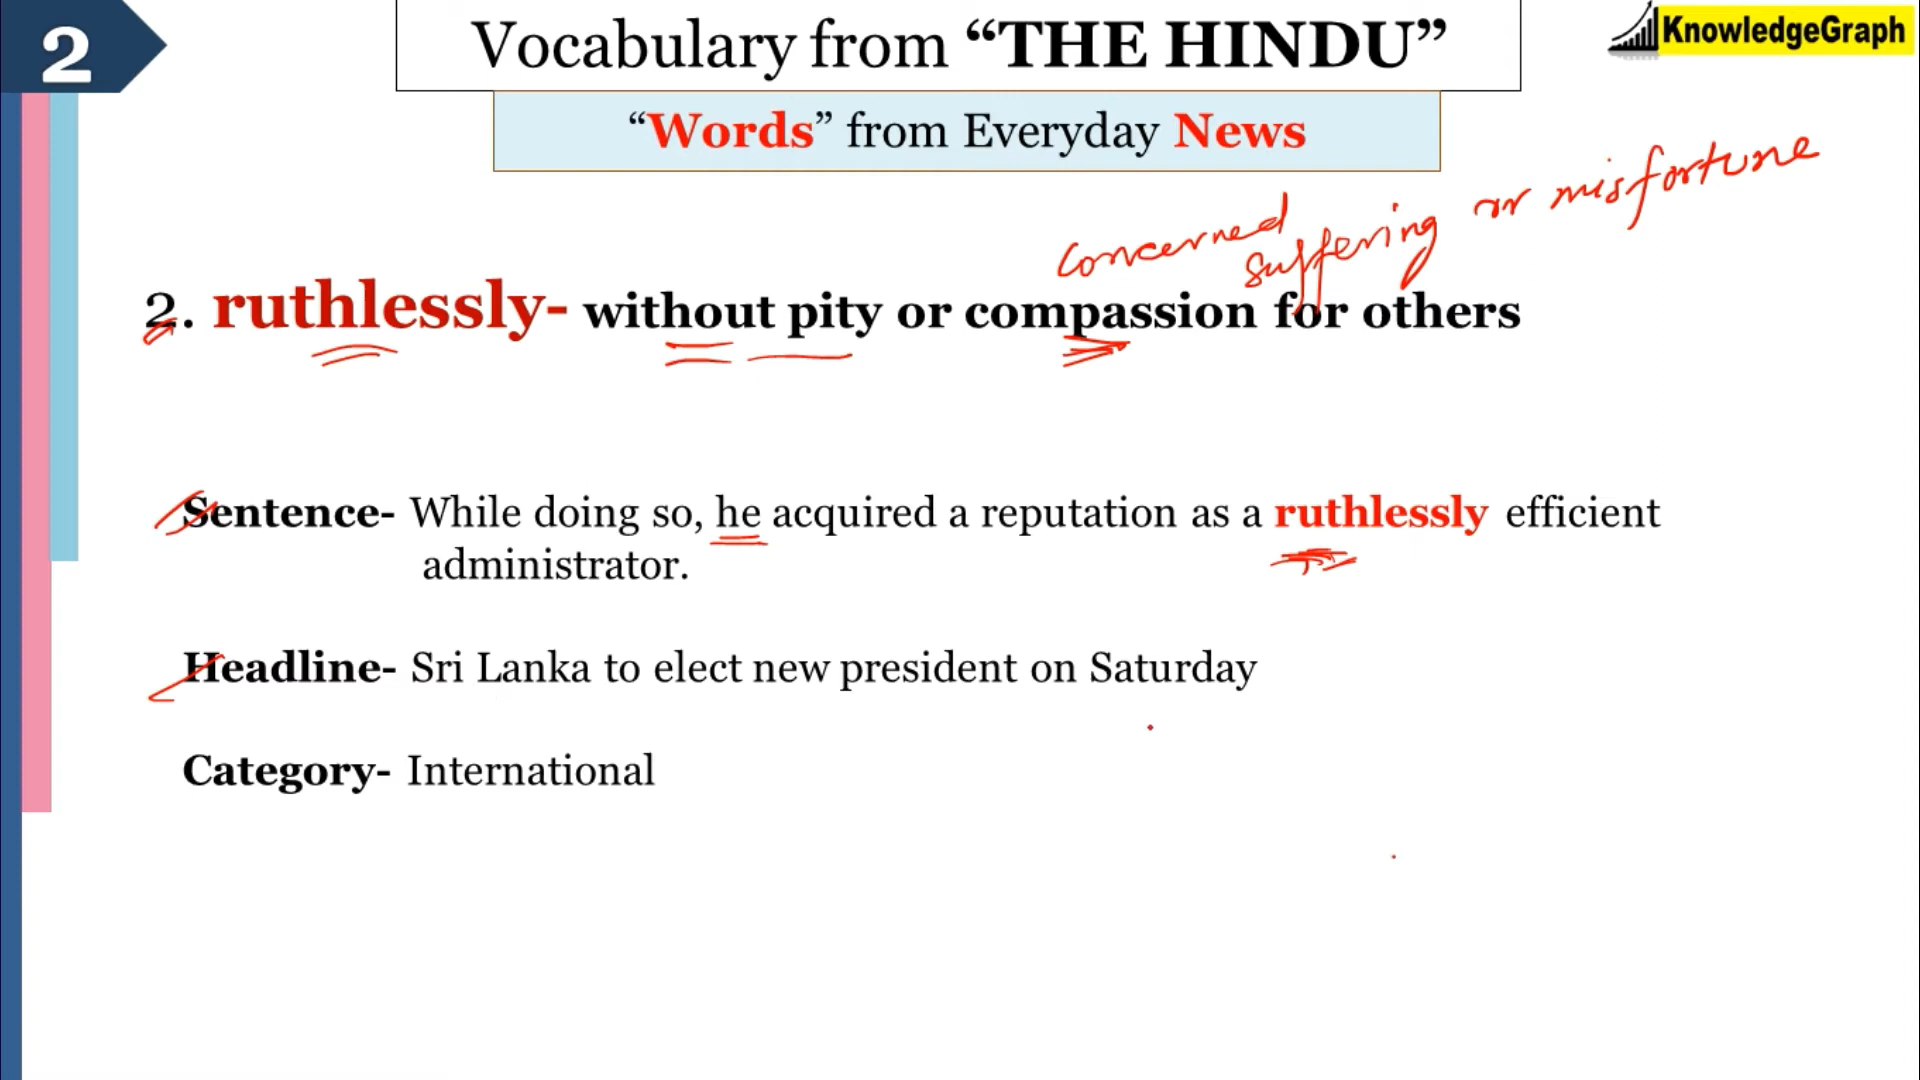 2
Vocabulary from “THE HINDU”
KnowledgeGraph
“Words” from Everyday News
concerned suffering or misfortune
2. ruthlessly- without pity or compassion for others
Sentence- While doing so, he acquired a reputation as a ruthlessly efficient
administrator.
Headline- Sri Lanka to elect new president on Saturday
Category- International